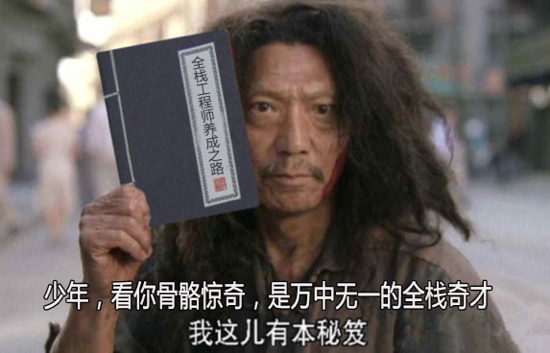 全栈工程师养成之路
少年，看你骨骼惊奇，是万中无一的全栈奇才
我这儿有本秘笈